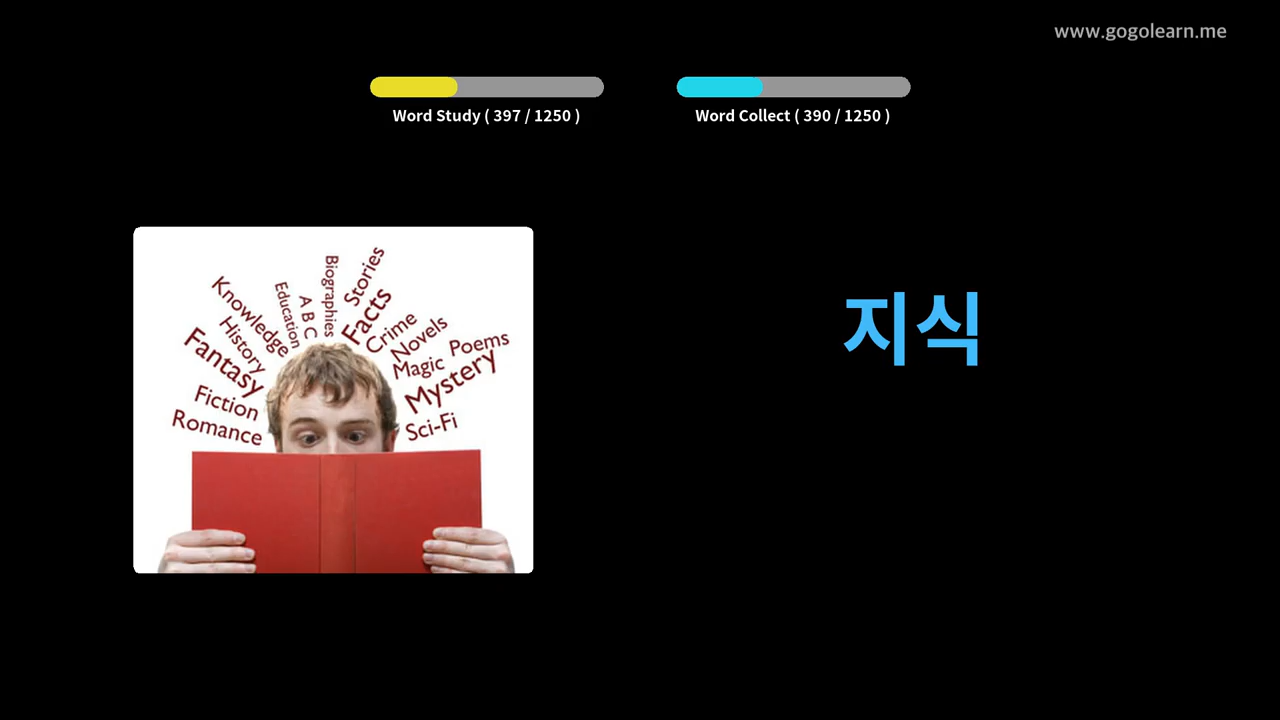 www.gogolearn.me
Word Study ( 397 / 1250 )
Word Collect ( 390 / 1250 )
Knowledge
Education
A B C
Biographies
Stories
Facts
Crime
Novels
Poems
Magic
Mystery
History
Fantasy
Fiction
Romance
Sci-Fi
지식